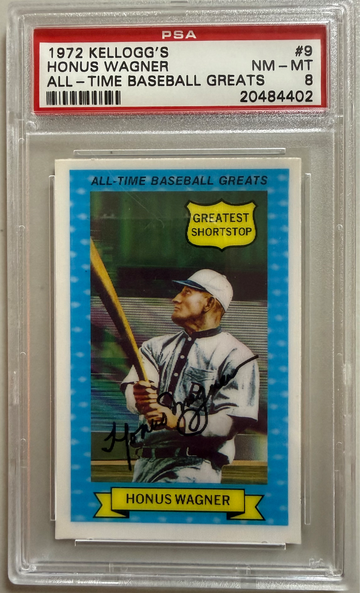 PSA
1972 KELLOGG'S #9
HONUS WAGNER NM-MT
ALL-TIME BASEBALL GREATS 8
20484402
ALL-TIME BASEBALL GREATS
GREATEST
SHORTSTOP
Honus Wagner
HONUS WAGNER